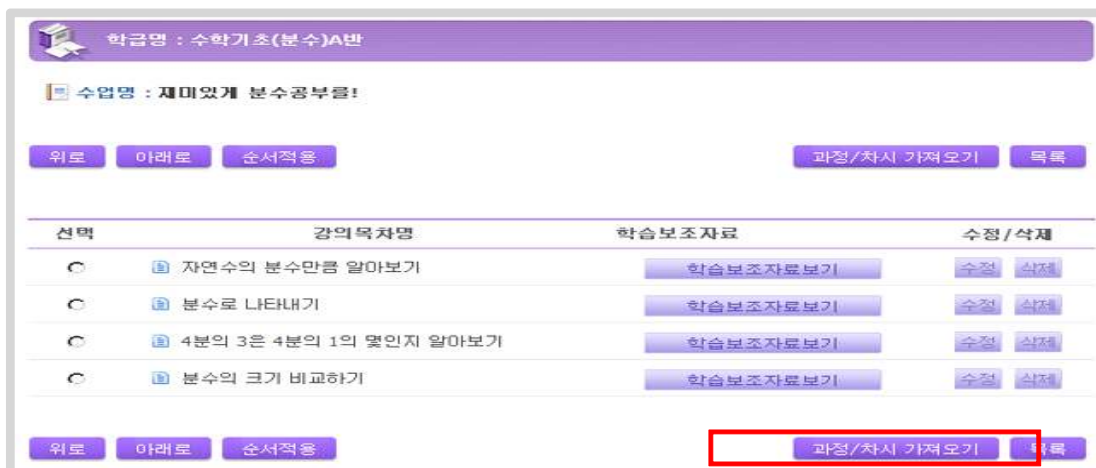 학급명 : 수학기초(분수)A반
수업명 : 재미있게 분수공부를!
위로 아래로 순서적용 과정/차시 가져오기 목록
선택 강의목차명 학습보조자료 수정/삭제
자연수의 분수만큼 알아보기 학습보조자료보기 수정 삭제
분수로 나타내기 학습보조자료보기 수정 삭제
4분의 3은 4분의 1의 몇인지 알아보기 학습보조자료보기 수정 삭제
분수의 크기 비교하기 학습보조자료보기 수정 삭제
위로 아래로 순서적용 과정/차시 가져오기 목록